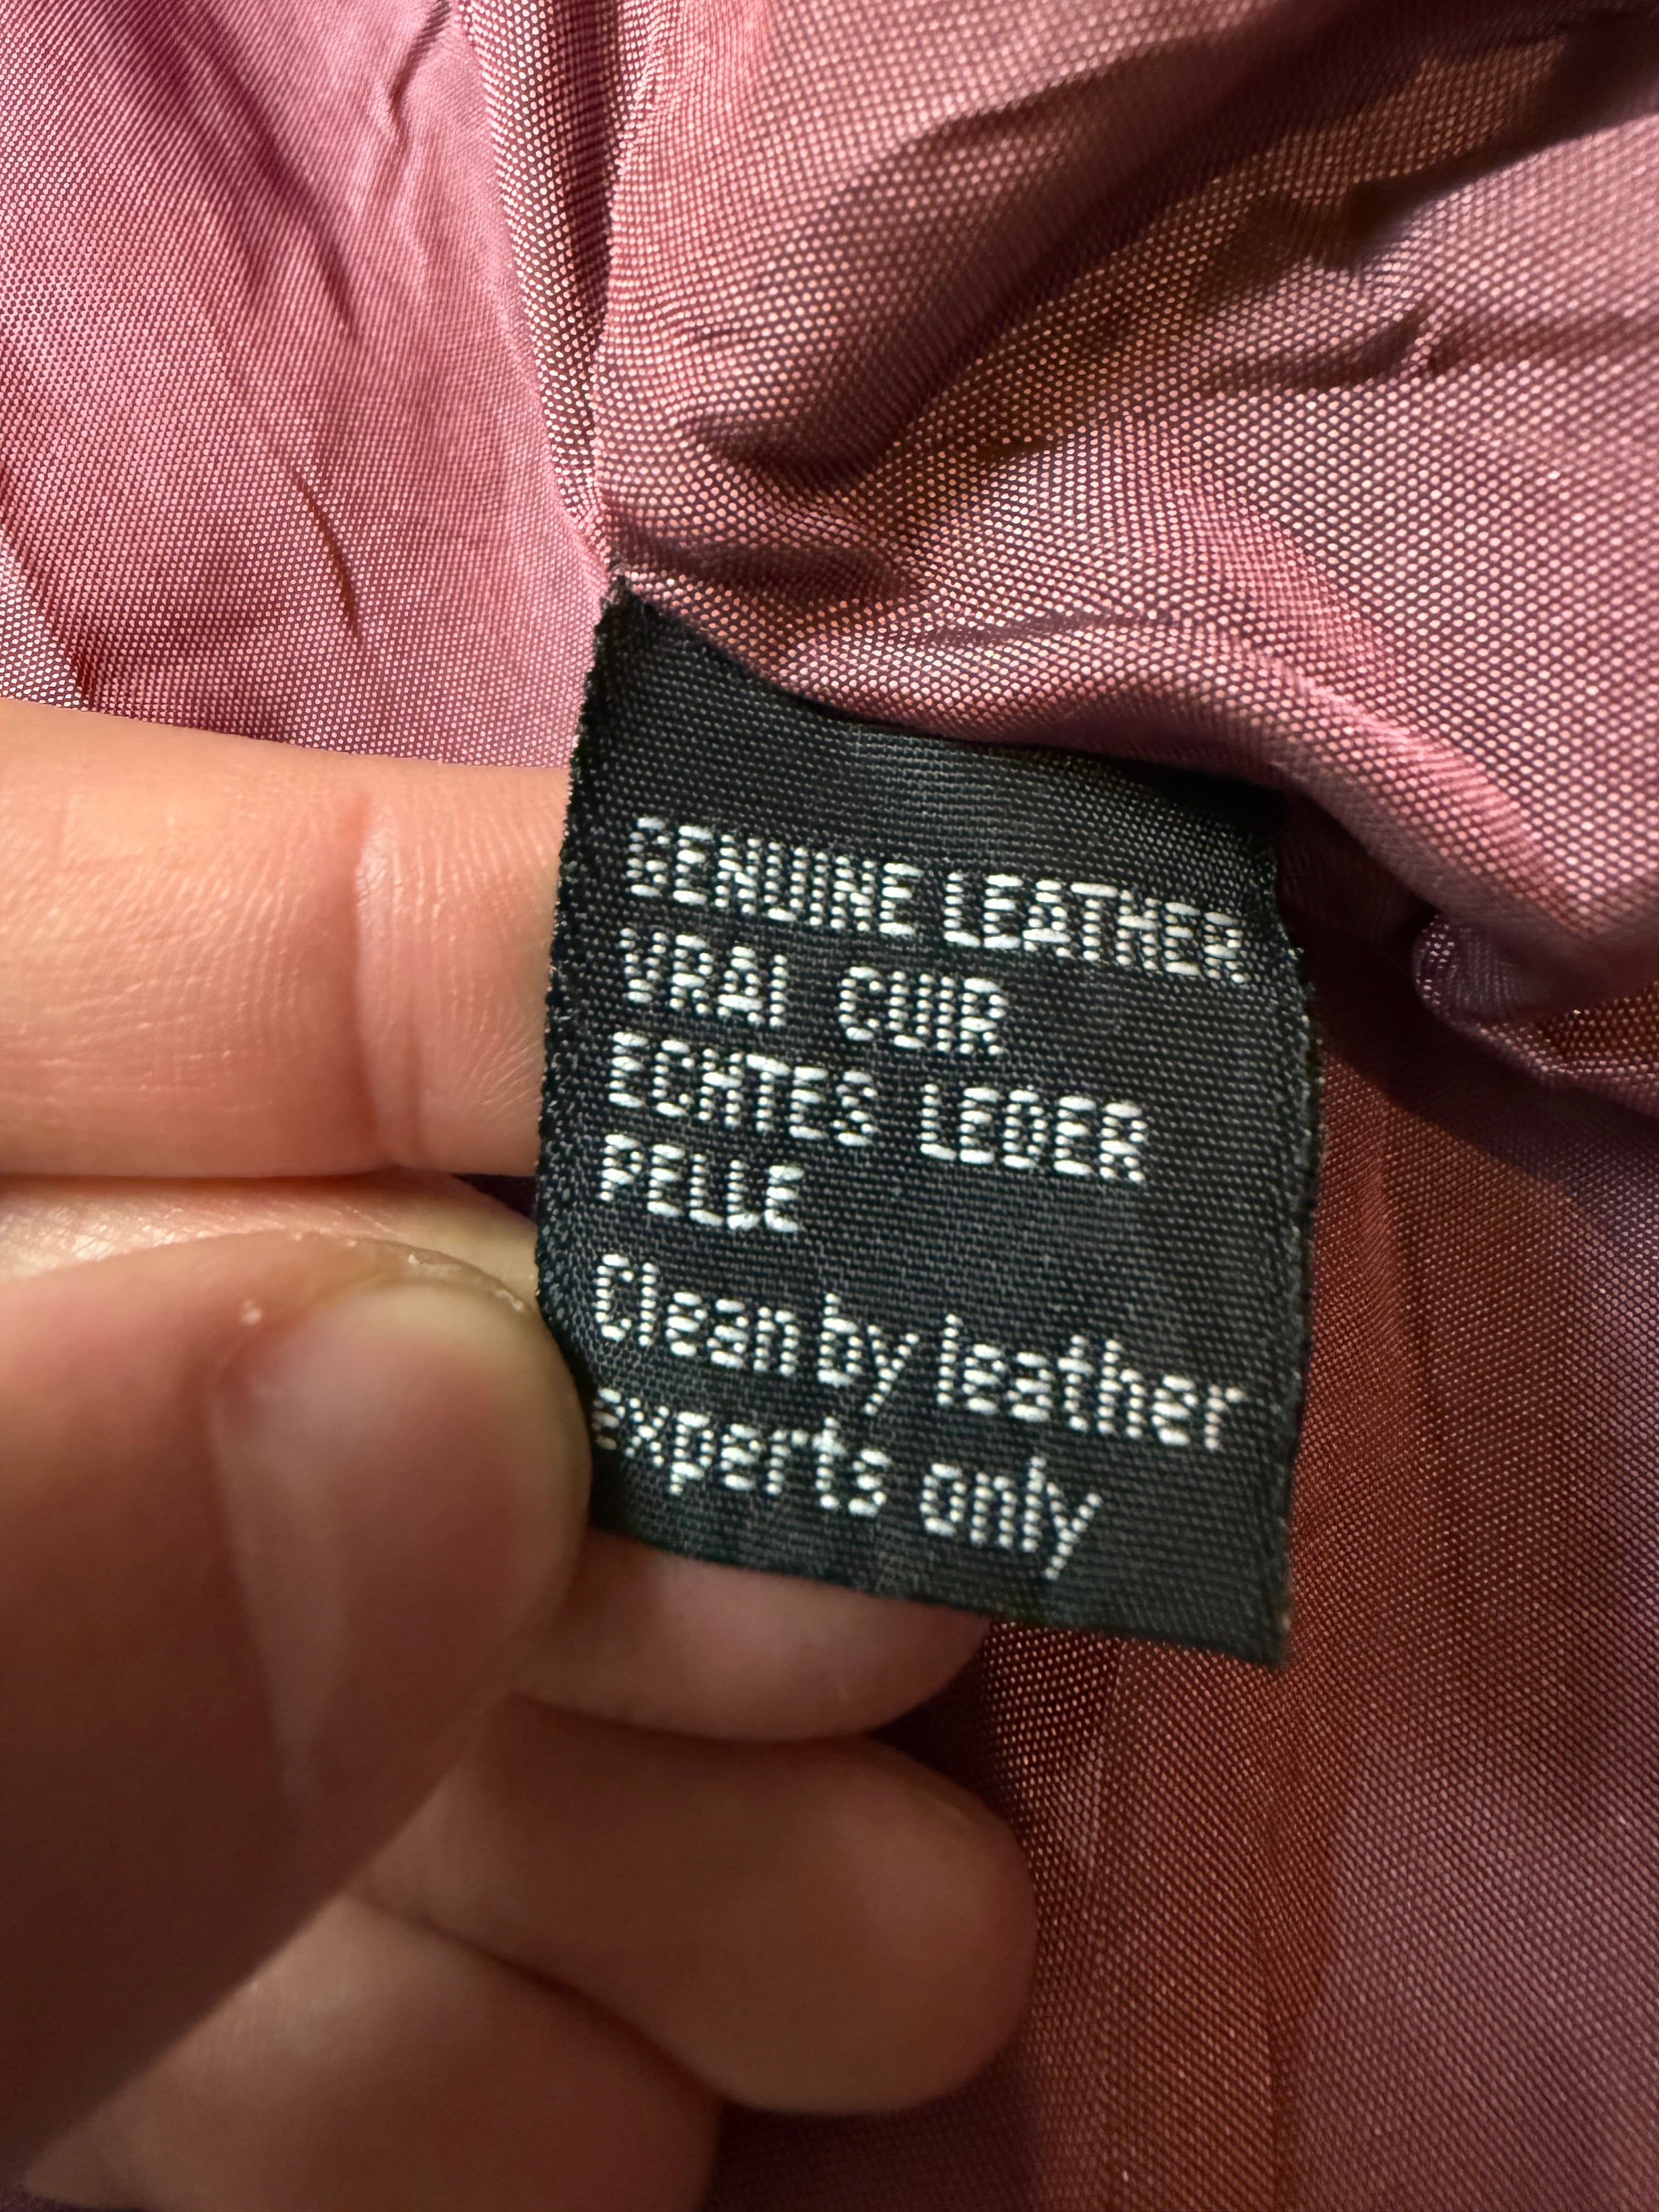 GENUINE LEATHER
VRAI CUIR
ECHTES LEDER
PELLE
Clean by leather
experts only